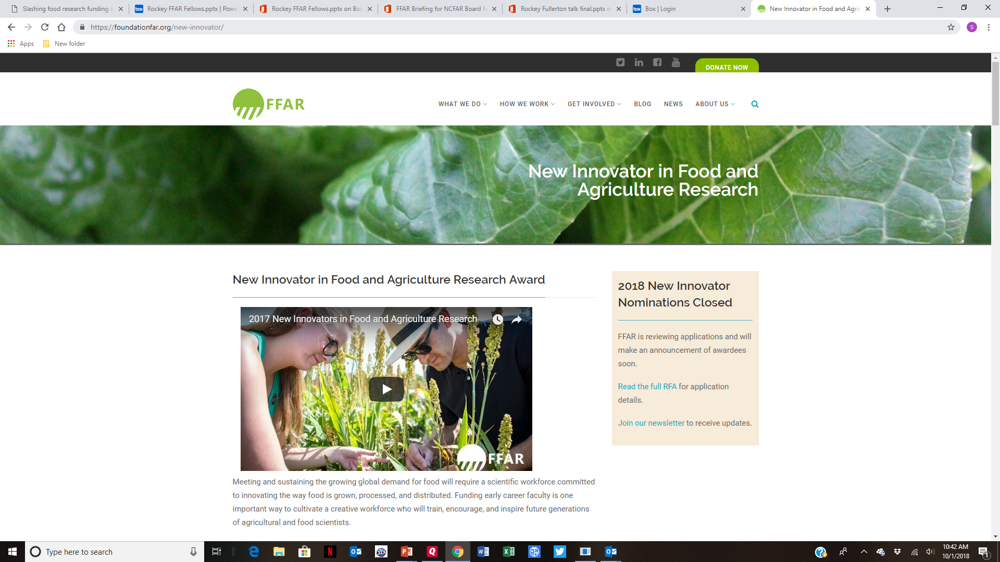 Slashing food research funding is
Rockey FFAR Fellows.pptx | Powe
Rockey FFAR Fellows.pptx on Box
FFAR Briefing for NCFAR Board M
Rockey Fullerton talk final.pptx o
box
Box | Login
New Innovator in Food and Agric
https://foundationfar.org/new-innovator/
S
Apps
New folder
You Tube
DONATE NOW
FFAR
WHAT WE DO
HOW WE WORK
GET INVOLVED
BLOG
NEWS
ABOUT US
New Innovator in Food and
Agriculture Research
New Innovator in Food and Agriculture Research Award
2017 New Innovators in Food and Agriculture Research
FFAR
Meeting and sustaining the growing global demand for food will require a scientific workforce committed
to innovating the way food is grown, processed, and distributed. Funding early career faculty is one
important way to cultivate a creative workforce who will train, encourage, and inspire future generations
of agricultural and food scientists.
2018 New Innovator
Nominations Closed
FFAR is reviewing applications and will
make an announcement of awardees
soon.
Read the full RFA for application
details.
Join our newsletter to receive updates.
Type here to search
10:42 AM
10/1/2018
1